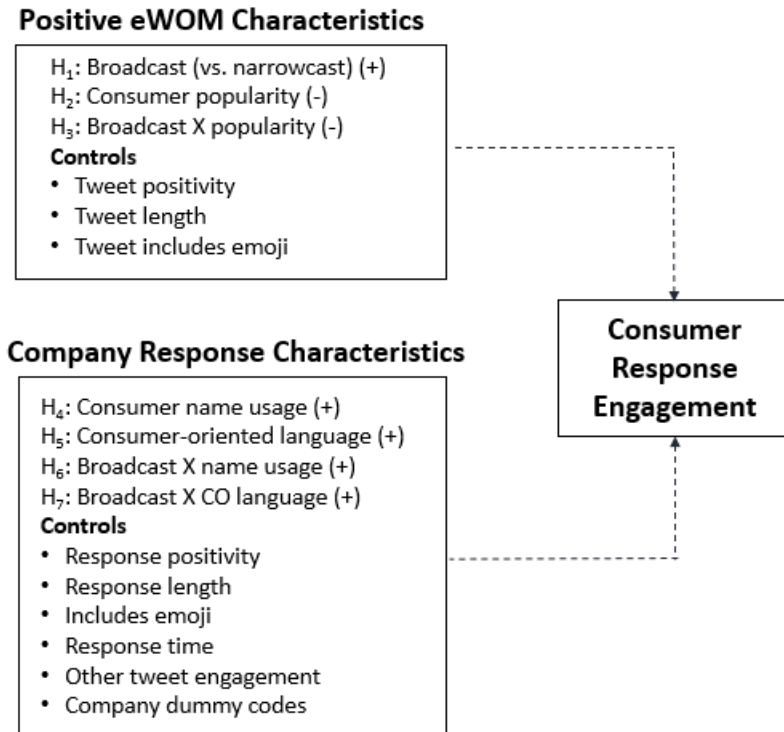 Positive eWOM Characteristics
H₁: Broadcast (vs. narrowcast) (+)
H₂: Consumer popularity (-)
H₃: Broadcast X popularity (-)
Controls
• Tweet positivity
• Tweet length
• Tweet includes emoji
Consumer
Response
Engagement
Company Response Characteristics
H₄: Consumer name usage (+)
H₅: Consumer-oriented language (+)
H₆: Broadcast X name usage (+)
H₇: Broadcast X CO language (+)
Controls
• Response positivity
• Response length
• Includes emoji
• Response time
• Other tweet engagement
• Company dummy codes